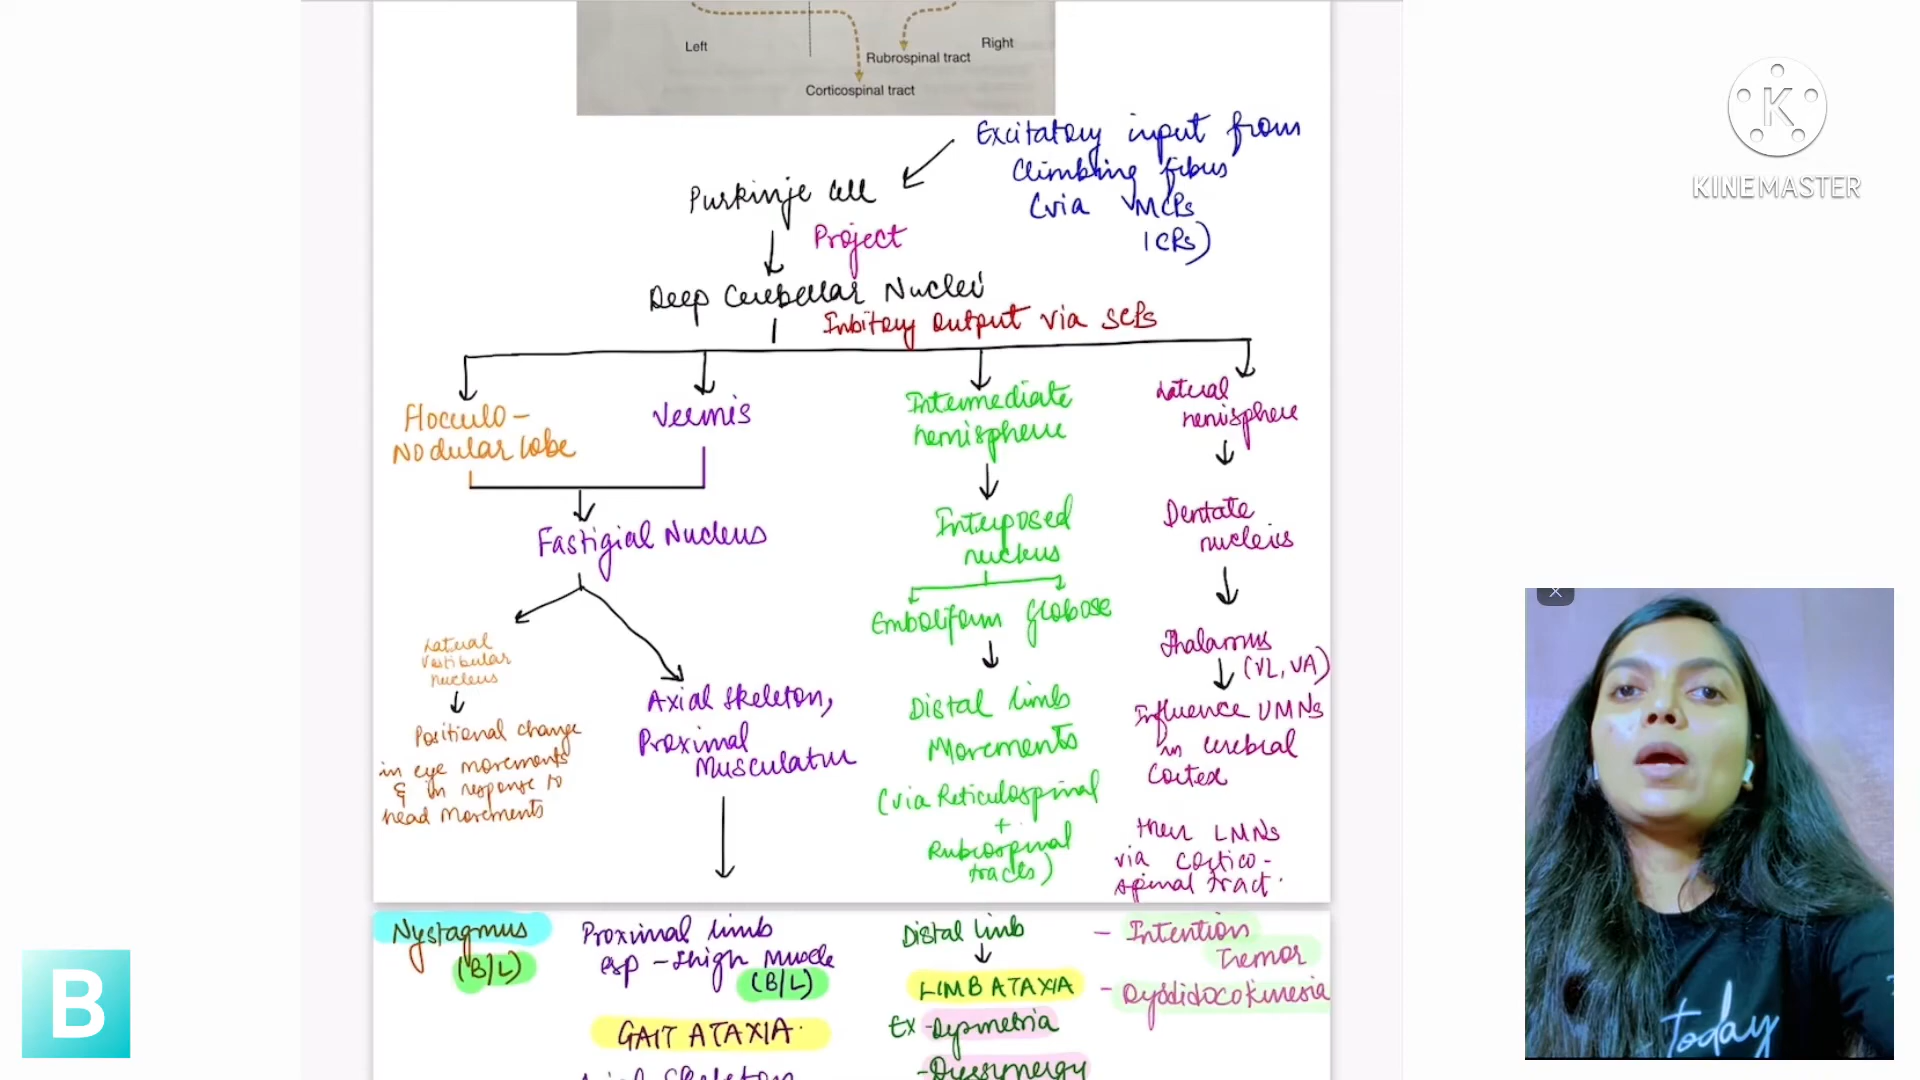 Left
Right
Rubrospinal tract
Corticospinal tract
Excitatory input from
Climbing fibres
(via MCPs
ICPs)
Purkinje cell
Project
Deep Cerebellar Nuclei
Inbitory output via SCPs
Flocculo-
Nodular lobe
Vermis
Intermediate
hemisphere
Lateral
hemisphere
Fastigial Nucleus
Interposed
nucleus
Dentate
nucleus
Emboliform Globose
Lateral
Vestibular
nucleus
Axial skeleton,
Proximal
Musculature
Distal limb
Movements
(via Reticulospinal
+
Rubrospinal
tracts)
Thalamus
(VL, VA)
Influence UMNs
in cerebral
Cortex
then LMNs
via cortico-
spinal tract.
Positional change
in eye movements
& in response to
head movements
Nystagmus
(B/L)
Proximal limb
esp - thigh muscle
(B/L)
GAIT ATAXIA.
Axial skeleton
Distal limb
LIMB ATAXIA
Ex - Dysmetria
- Dyssynergy
- Intention
Tremor
- Dysdidocokinesia
KINEMASTER
B
today